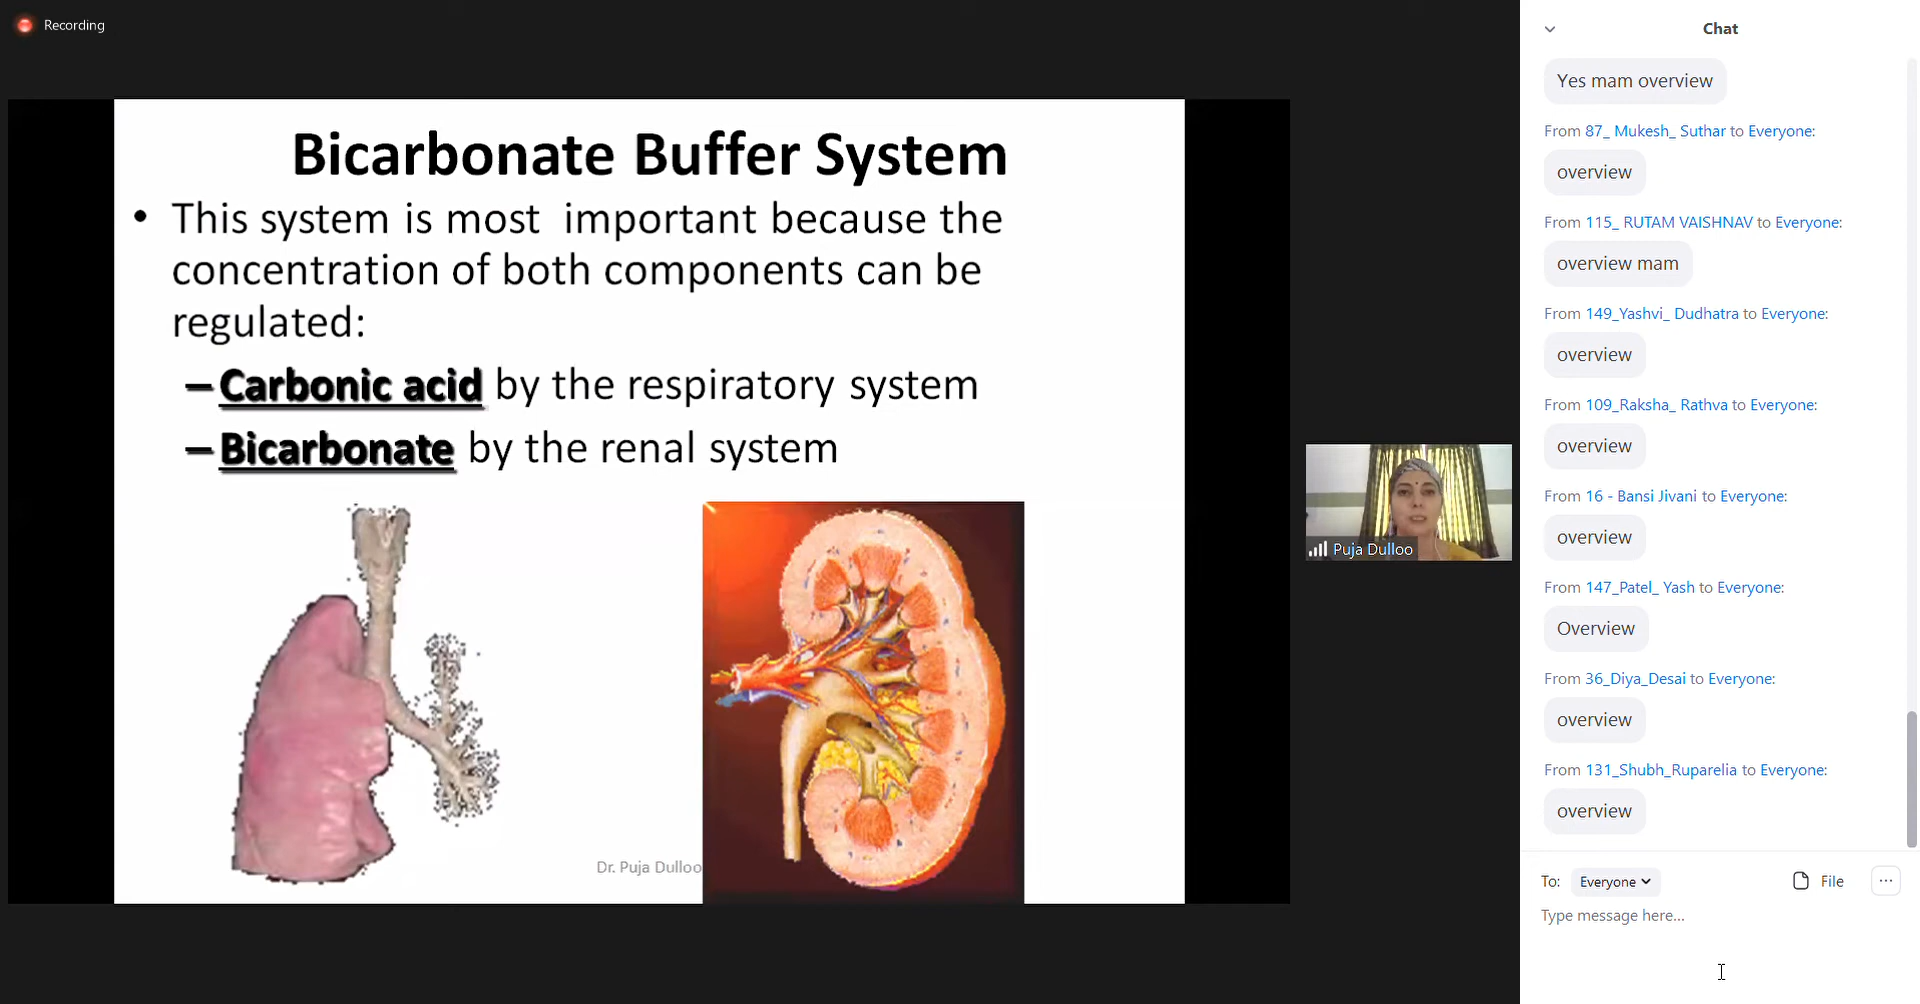 Recording
Bicarbonate Buffer System
• This system is most important because the
concentration of both components can be
regulated:
–Carbonic acid by the respiratory system
–Bicarbonate by the renal system
Dr. Puja Dulloo
Puja Dulloo
Chat
Yes mam overview
From 87_ Mukesh_ Suthar to Everyone:
overview
From 115_ RUTAM VAISHNAV to Everyone:
overview mam
From 149_Yashvi_ Dudhatra to Everyone:
overview
From 109_Raksha_ Rathva to Everyone:
overview
From 16 - Bansi Jivani to Everyone:
overview
From 147_Patel_ Yash to Everyone:
Overview
From 36_Diya_Desai to Everyone:
overview
From 131_Shubh_Ruparelia to Everyone:
overview
To: Everyone File ...
Type message here...